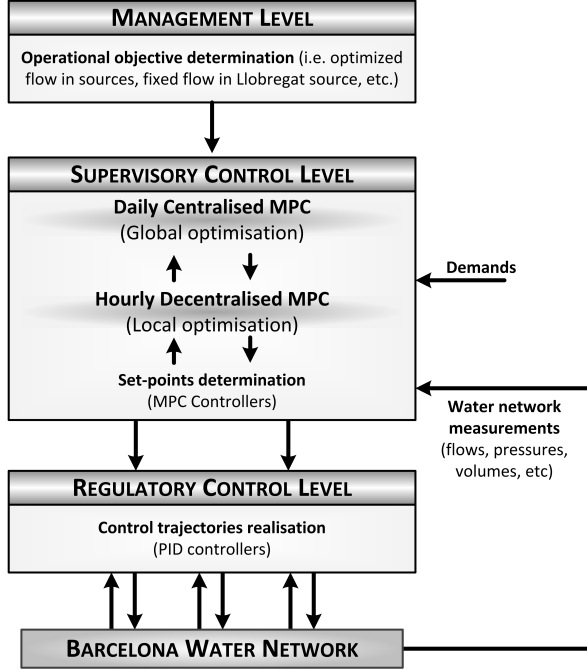 MANAGEMENT LEVEL
Operational objective determination (i.e. optimized
flow in sources, fixed flow in Llobregat source, etc.)
SUPERVISORY CONTROL LEVEL
Daily Centralised MPC
(Global optimisation)
Demands
Hourly Decentralised MPC
(Local optimisation)
Set-points determination
(MPC Controllers)
Water network
measurements
(flows, pressures,
volumes, etc)
REGULATORY CONTROL LEVEL
Control trajectories realisation
(PID controllers)
BARCELONA WATER NETWORK